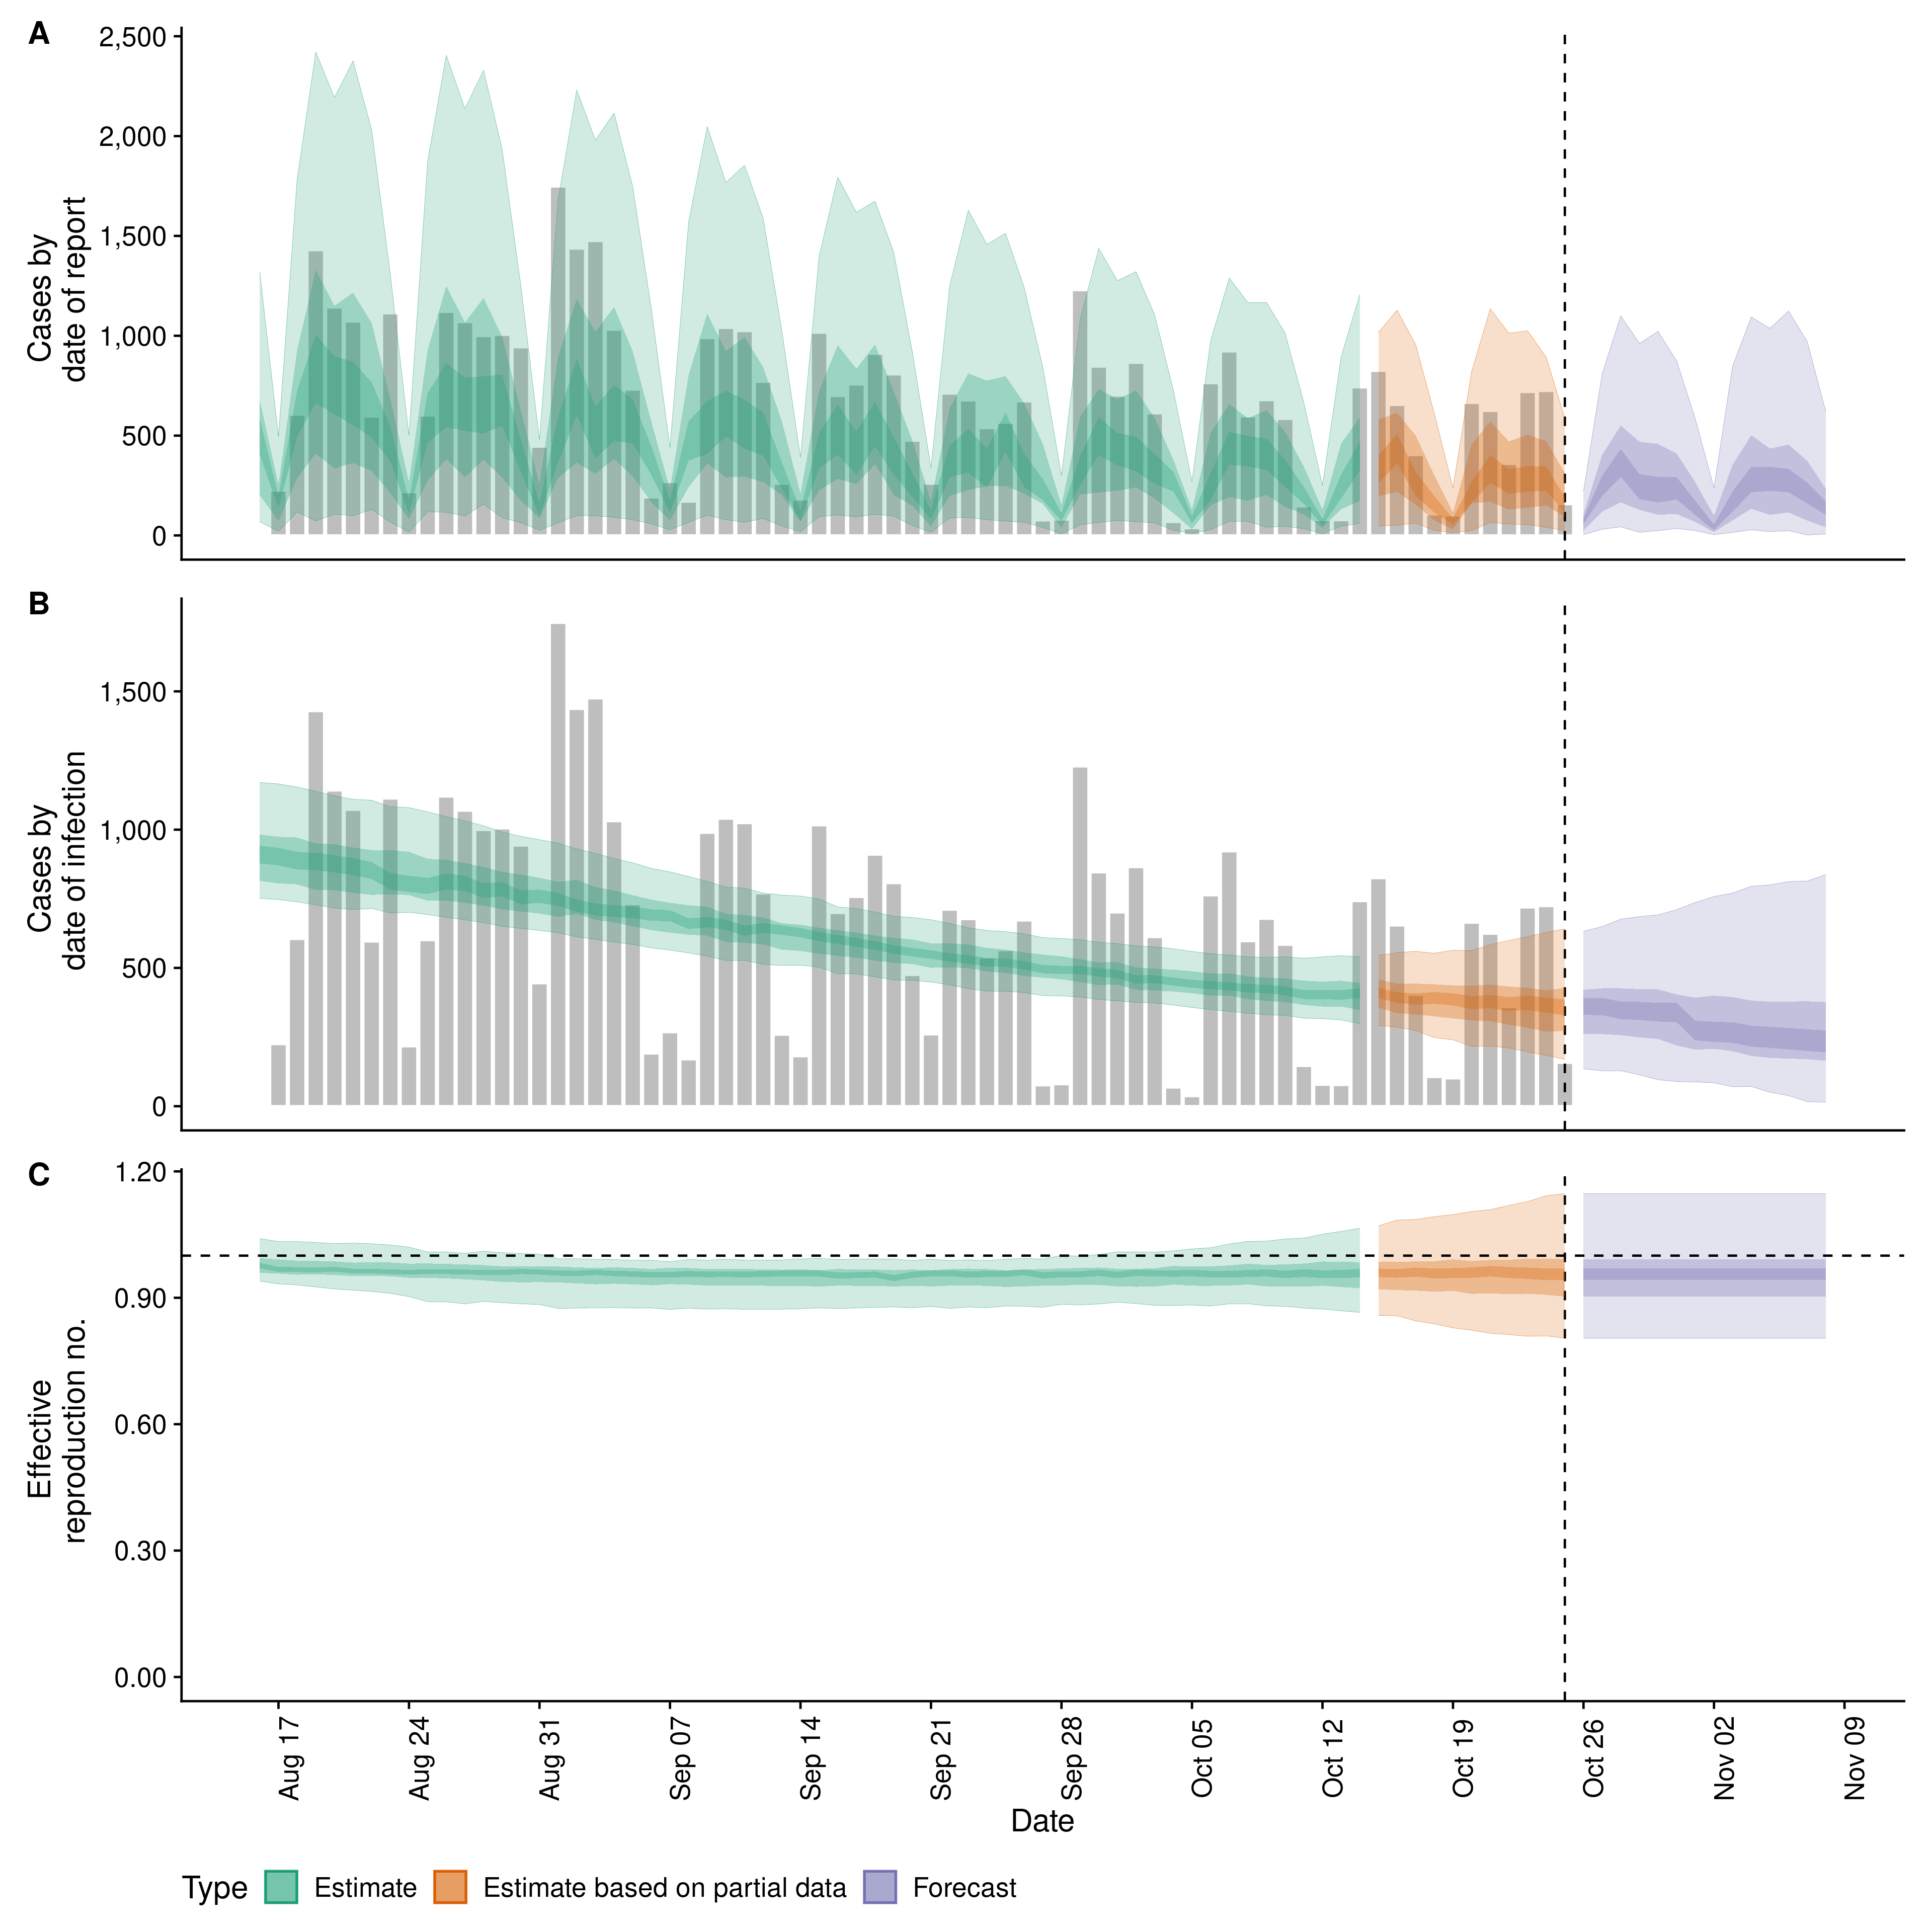 A
Cases by
date of report
2,500
2,000
1,500
1,000
500
0
B
Cases by
date of infection
1,500
1,000
500
0
C
Effective
reproduction no.
1.20
0.90
0.60
0.30
0.00
Aug 17
Aug 24
Aug 31
Sep 07
Sep 14
Sep 21
Sep 28
Oct 05
Oct 12
Oct 19
Oct 26
Nov 02
Nov 09
Date
Type Estimate Estimate based on partial data Forecast